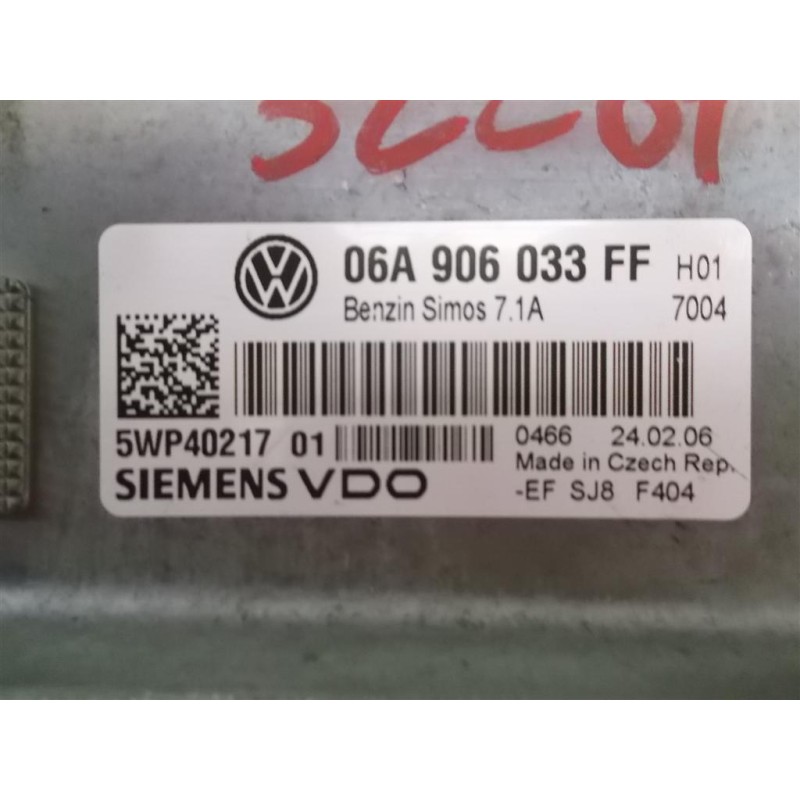 06A 906 033 FF H01
Benzin Simos 7.1A 7004
5WP40217 01 0466 24.02.06
Made in Czech Rep.
SIEMENS VDO -EF SJ8 F404